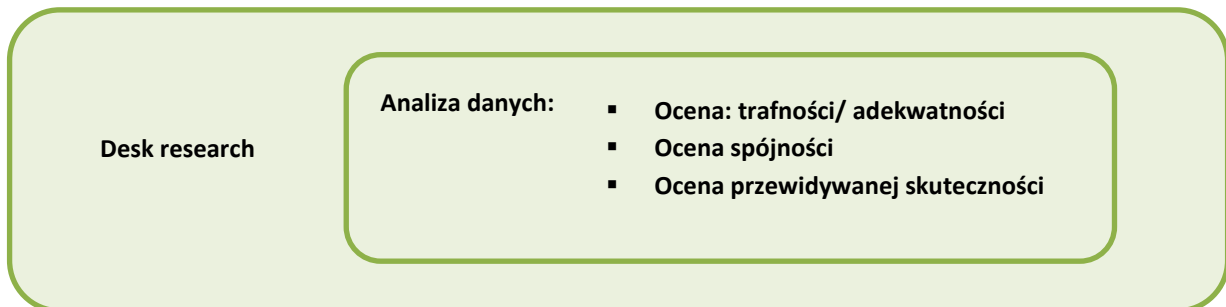 Desk research
Analiza danych:
▪ Ocena: trafności/ adekwatności
▪ Ocena spójności
▪ Ocena przewidywanej skuteczności